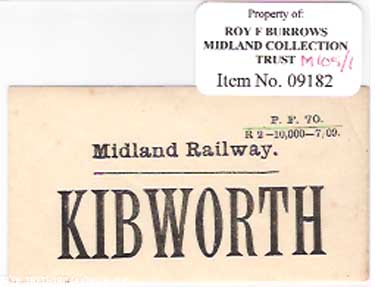 Property of:
ROY F BURROWS
MIDLAND COLLECTION
TRUST M105/1
Item No. 09182
P. F. 70.
R 2—10,000—7,09.
Midland Railway.
KIBWORTH